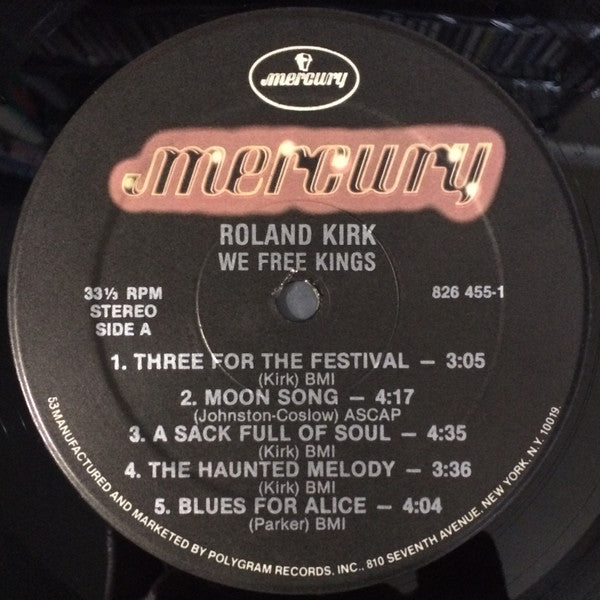 mercury
mercury
ROLAND KIRK
WE FREE KINGS
33⅓ RPM
STEREO
SIDE A
826 455-1
1. THREE FOR THE FESTIVAL — 3:05
(Kirk) BMI
2. MOON SONG — 4:17
(Johnston-Coslow) ASCAP
3. A SACK FULL OF SOUL — 4:35
(Kirk) BMI
4. THE HAUNTED MELODY — 3:36
(Kirk) BMI
5. BLUES FOR ALICE — 4:04
(Parker) BMI
53 MANUFACTURED AND MARKETED BY POLYGRAM RECORDS, INC., 810 SEVENTH AVENUE, NEW YORK, N.Y. 10019.